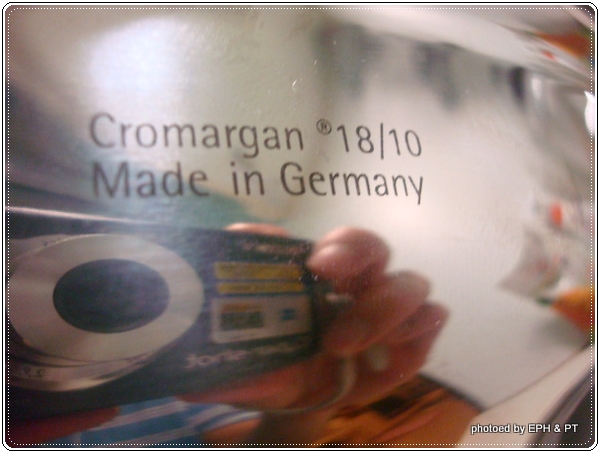 Cromargan ® 18/10
Made in Germany
photoed by EPH & PT